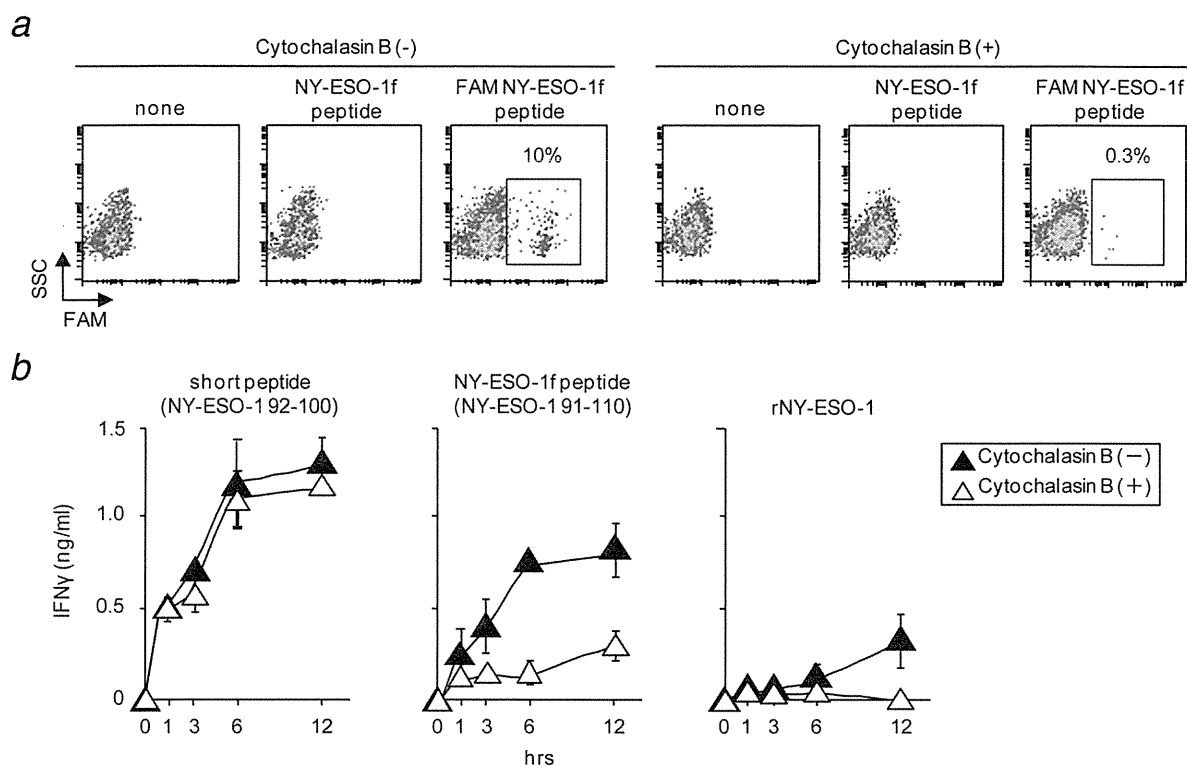 a
Cytochalasin B (-)
Cytochalasin B (+)
none
NY-ESO-1f
peptide
FAM NY-ESO-1f
peptide
none
NY-ESO-1f
peptide
FAM NY-ESO-1f
peptide
10%
0.3%
SSC
FAM
b
short peptide
(NY-ESO-1 92-100)
NY-ESO-1f peptide
(NY-ESO-1 91-110)
rNY-ESO-1
Cytochalasin B (−)
Cytochalasin B (+)
IFNγ (ng/ml)
1.5
1.0
0.5
0
0 1 3 6 12
0 1 3 6 12
0 1 3 6 12
hrs